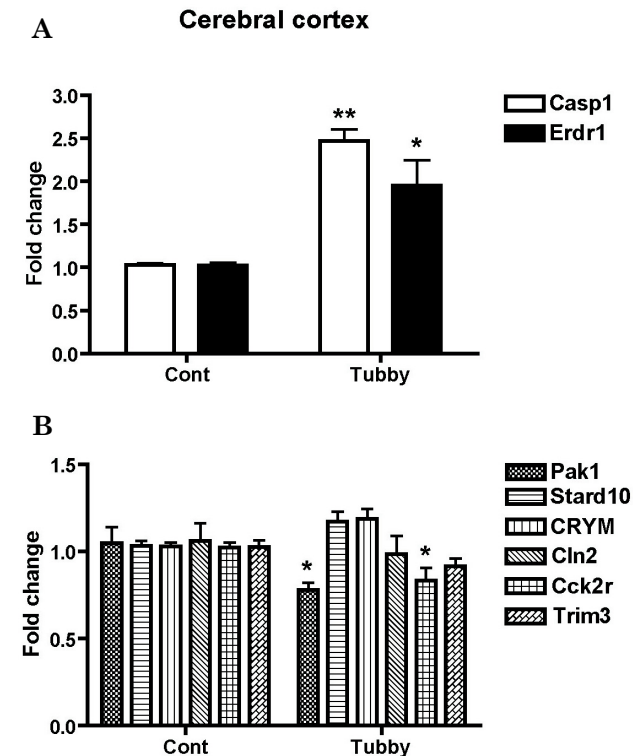 A
Cerebral cortex
3.0
2.5
2.0
1.5
1.0
0.5
0.0
Fold change
**
*
Cont
Tubby
Casp1
Erdr1
B
1.5
1.0
0.5
0.0
Fold change
*
*
Cont
Tubby
Pak1
Stard10
CRYM
Cln2
Cck2r
Trim3